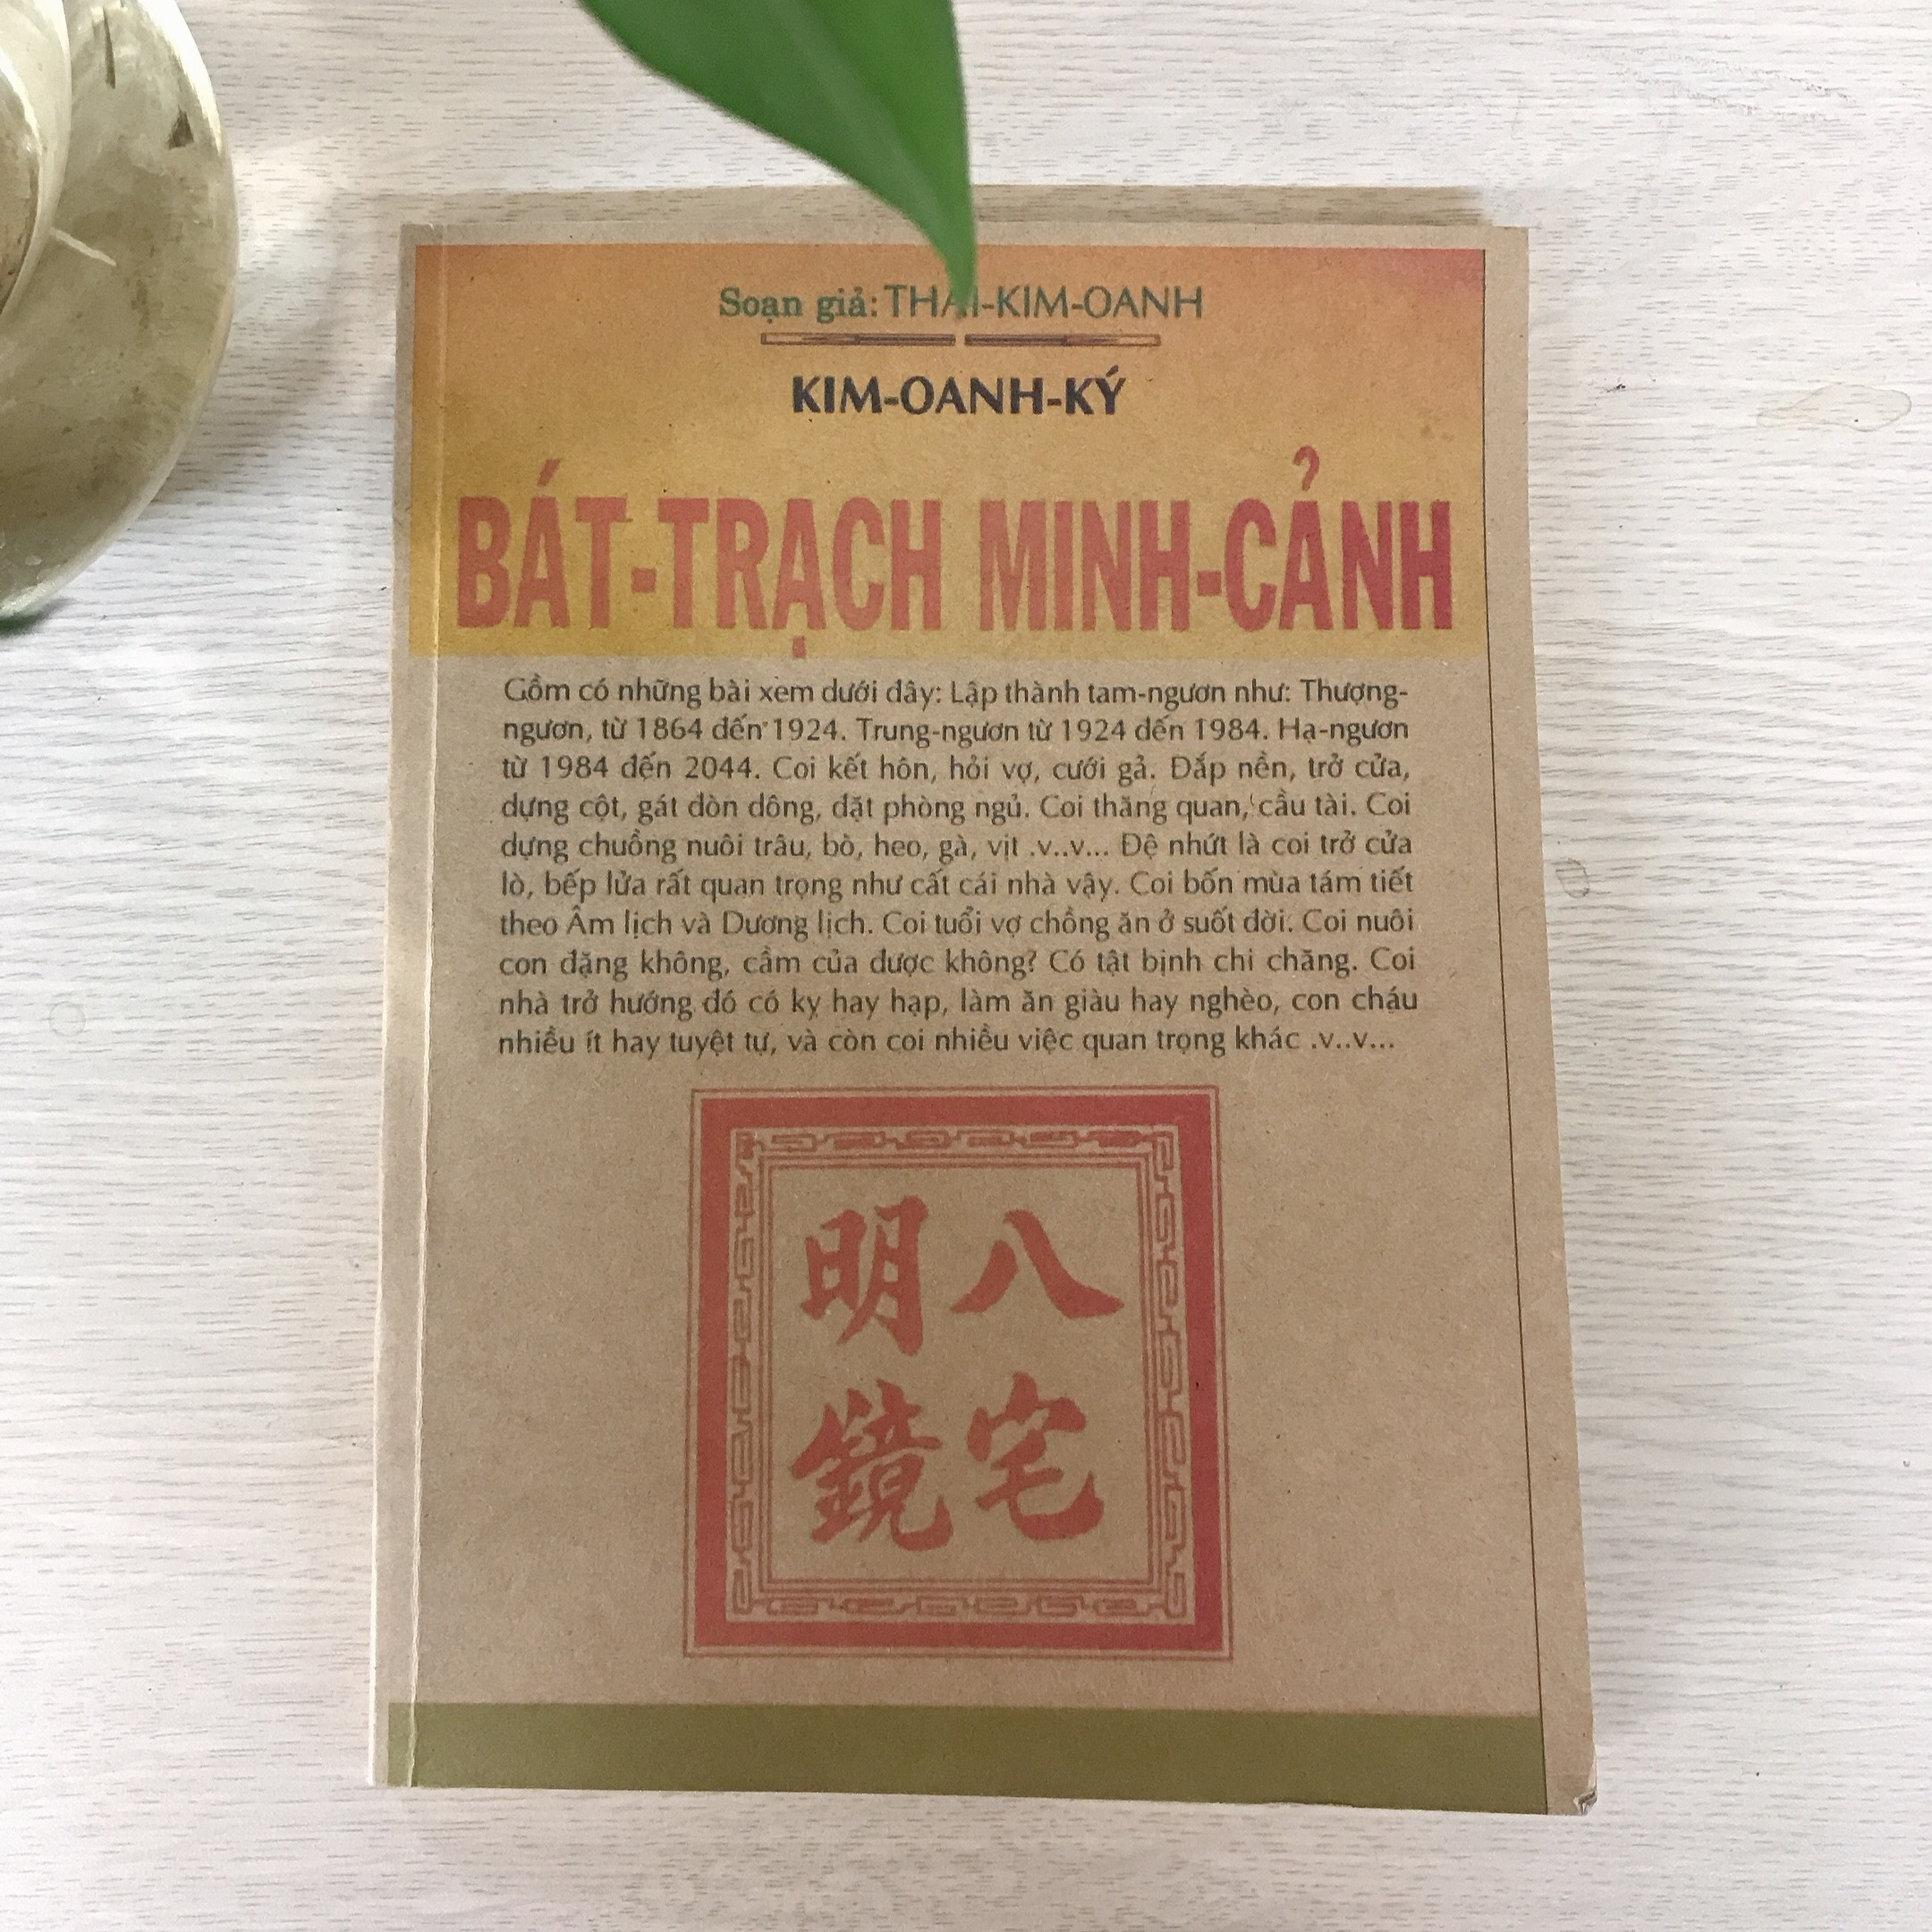 Soạn giả: THÁI-KIM-OANH
KIM-OANH-KÝ
BÁT-TRẠCH MINH-CẢNH
Gồm có những bài xem dưới đây: Lập thành tam-ngươn như: Thượng-
ngươn, từ 1864 đến 1924. Trung-ngươn từ 1924 đến 1984. Hạ-ngươn
từ 1984 đến 2044. Coi kết hôn, hỏi vợ, cưới gả. Đắp nền, trở cửa,
dựng cột, gát đòn dông, đặt phòng ngủ. Coi thăng quan, cầu tài. Coi
dựng chuồng nuôi trâu, bò, heo, gà, vịt .v..v... Đệ nhứt là coi trở cửa
lò, bếp lửa rất quan trọng như cất cái nhà vậy. Coi bốn mùa tám tiết
theo Âm lịch và Dương lịch. Coi tuổi vợ chồng ăn ở suốt đời. Coi nuôi
con đặng không, cầm của được không? Có tật bịnh chi chăng. Coi
nhà trở hướng đó có kỵ hay hạp, làm ăn giàu hay nghèo, con cháu
nhiều ít hay tuyệt tự, và còn coi nhiều việc quan trọng khác .v..v...
八宅
明鏡